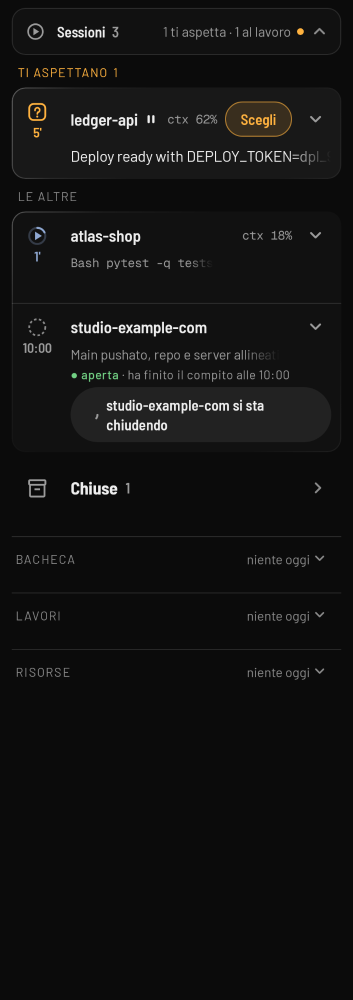 Sessioni 3 1 ti aspetta · 1 al lavoro
TI ASPETTANO 1
ledger-api ctx 62% Scegli
5'
Deploy ready with DEPLOY_TOKEN=dpl_
LE ALTRE
atlas-shop ctx 18%
1'
Bash pytest -q tests
studio-example-com
10:00
Main pushato, repo e server allineat
aperta · ha finito il compito alle 10:00
studio-example-com si sta
chiudendo
Chiuse 1
BACHECA niente oggi
LAVORI niente oggi
RISORSE niente oggi